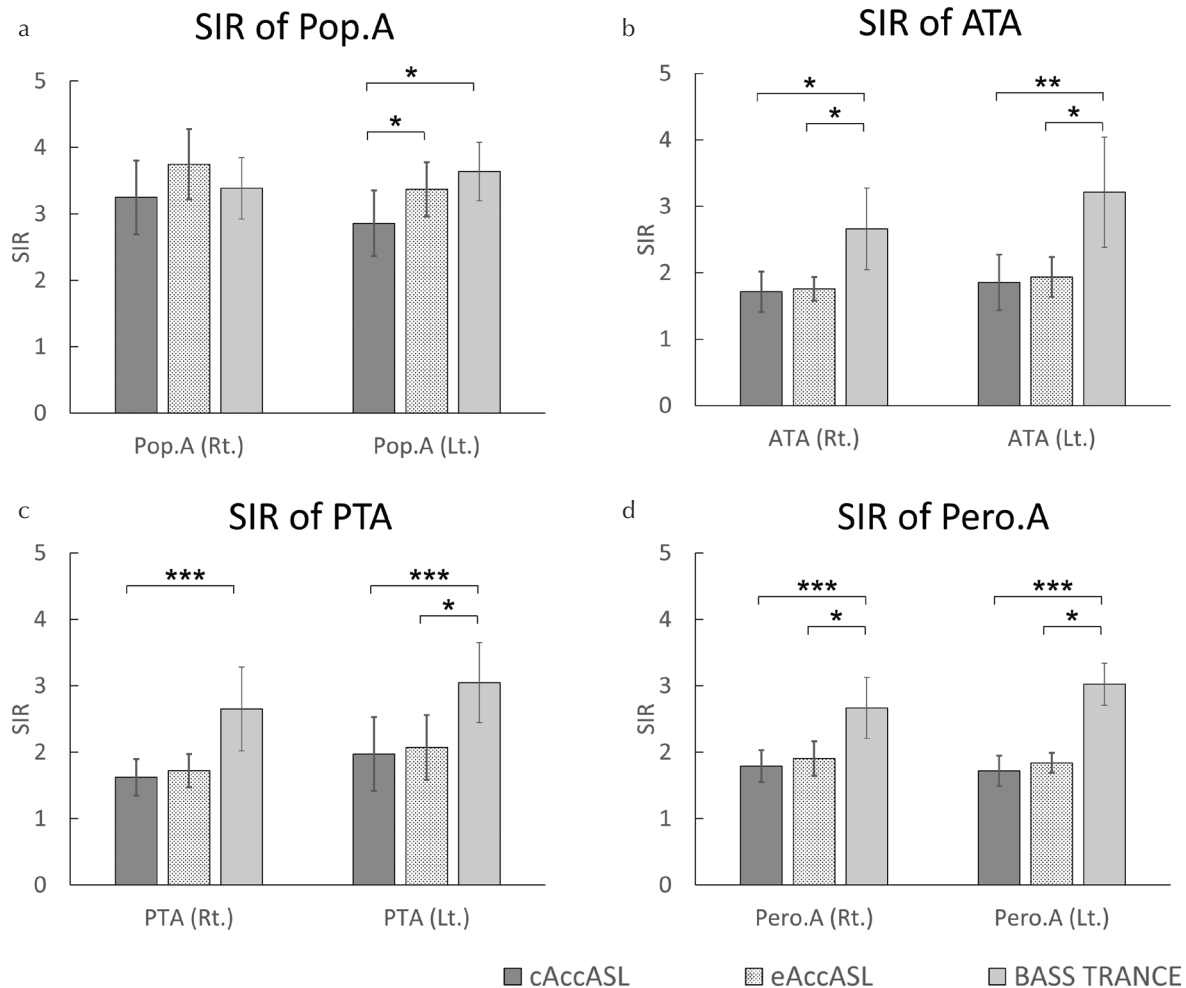 a
SIR of Pop.A
5
4
3
2
1
0
SIR
*
*
Pop.A (Rt.)
Pop.A (Lt.)
b
SIR of ATA
5
4
3
2
1
0
SIR
*
*
**
*
ATA (Rt.)
ATA (Lt.)
c
SIR of PTA
5
4
3
2
1
0
SIR
***
***
*
PTA (Rt.)
PTA (Lt.)
d
SIR of Pero.A
5
4
3
2
1
0
SIR
***
*
***
*
Pero.A (Rt.)
Pero.A (Lt.)
cAccASL
eAccASL
BASS TRANCE